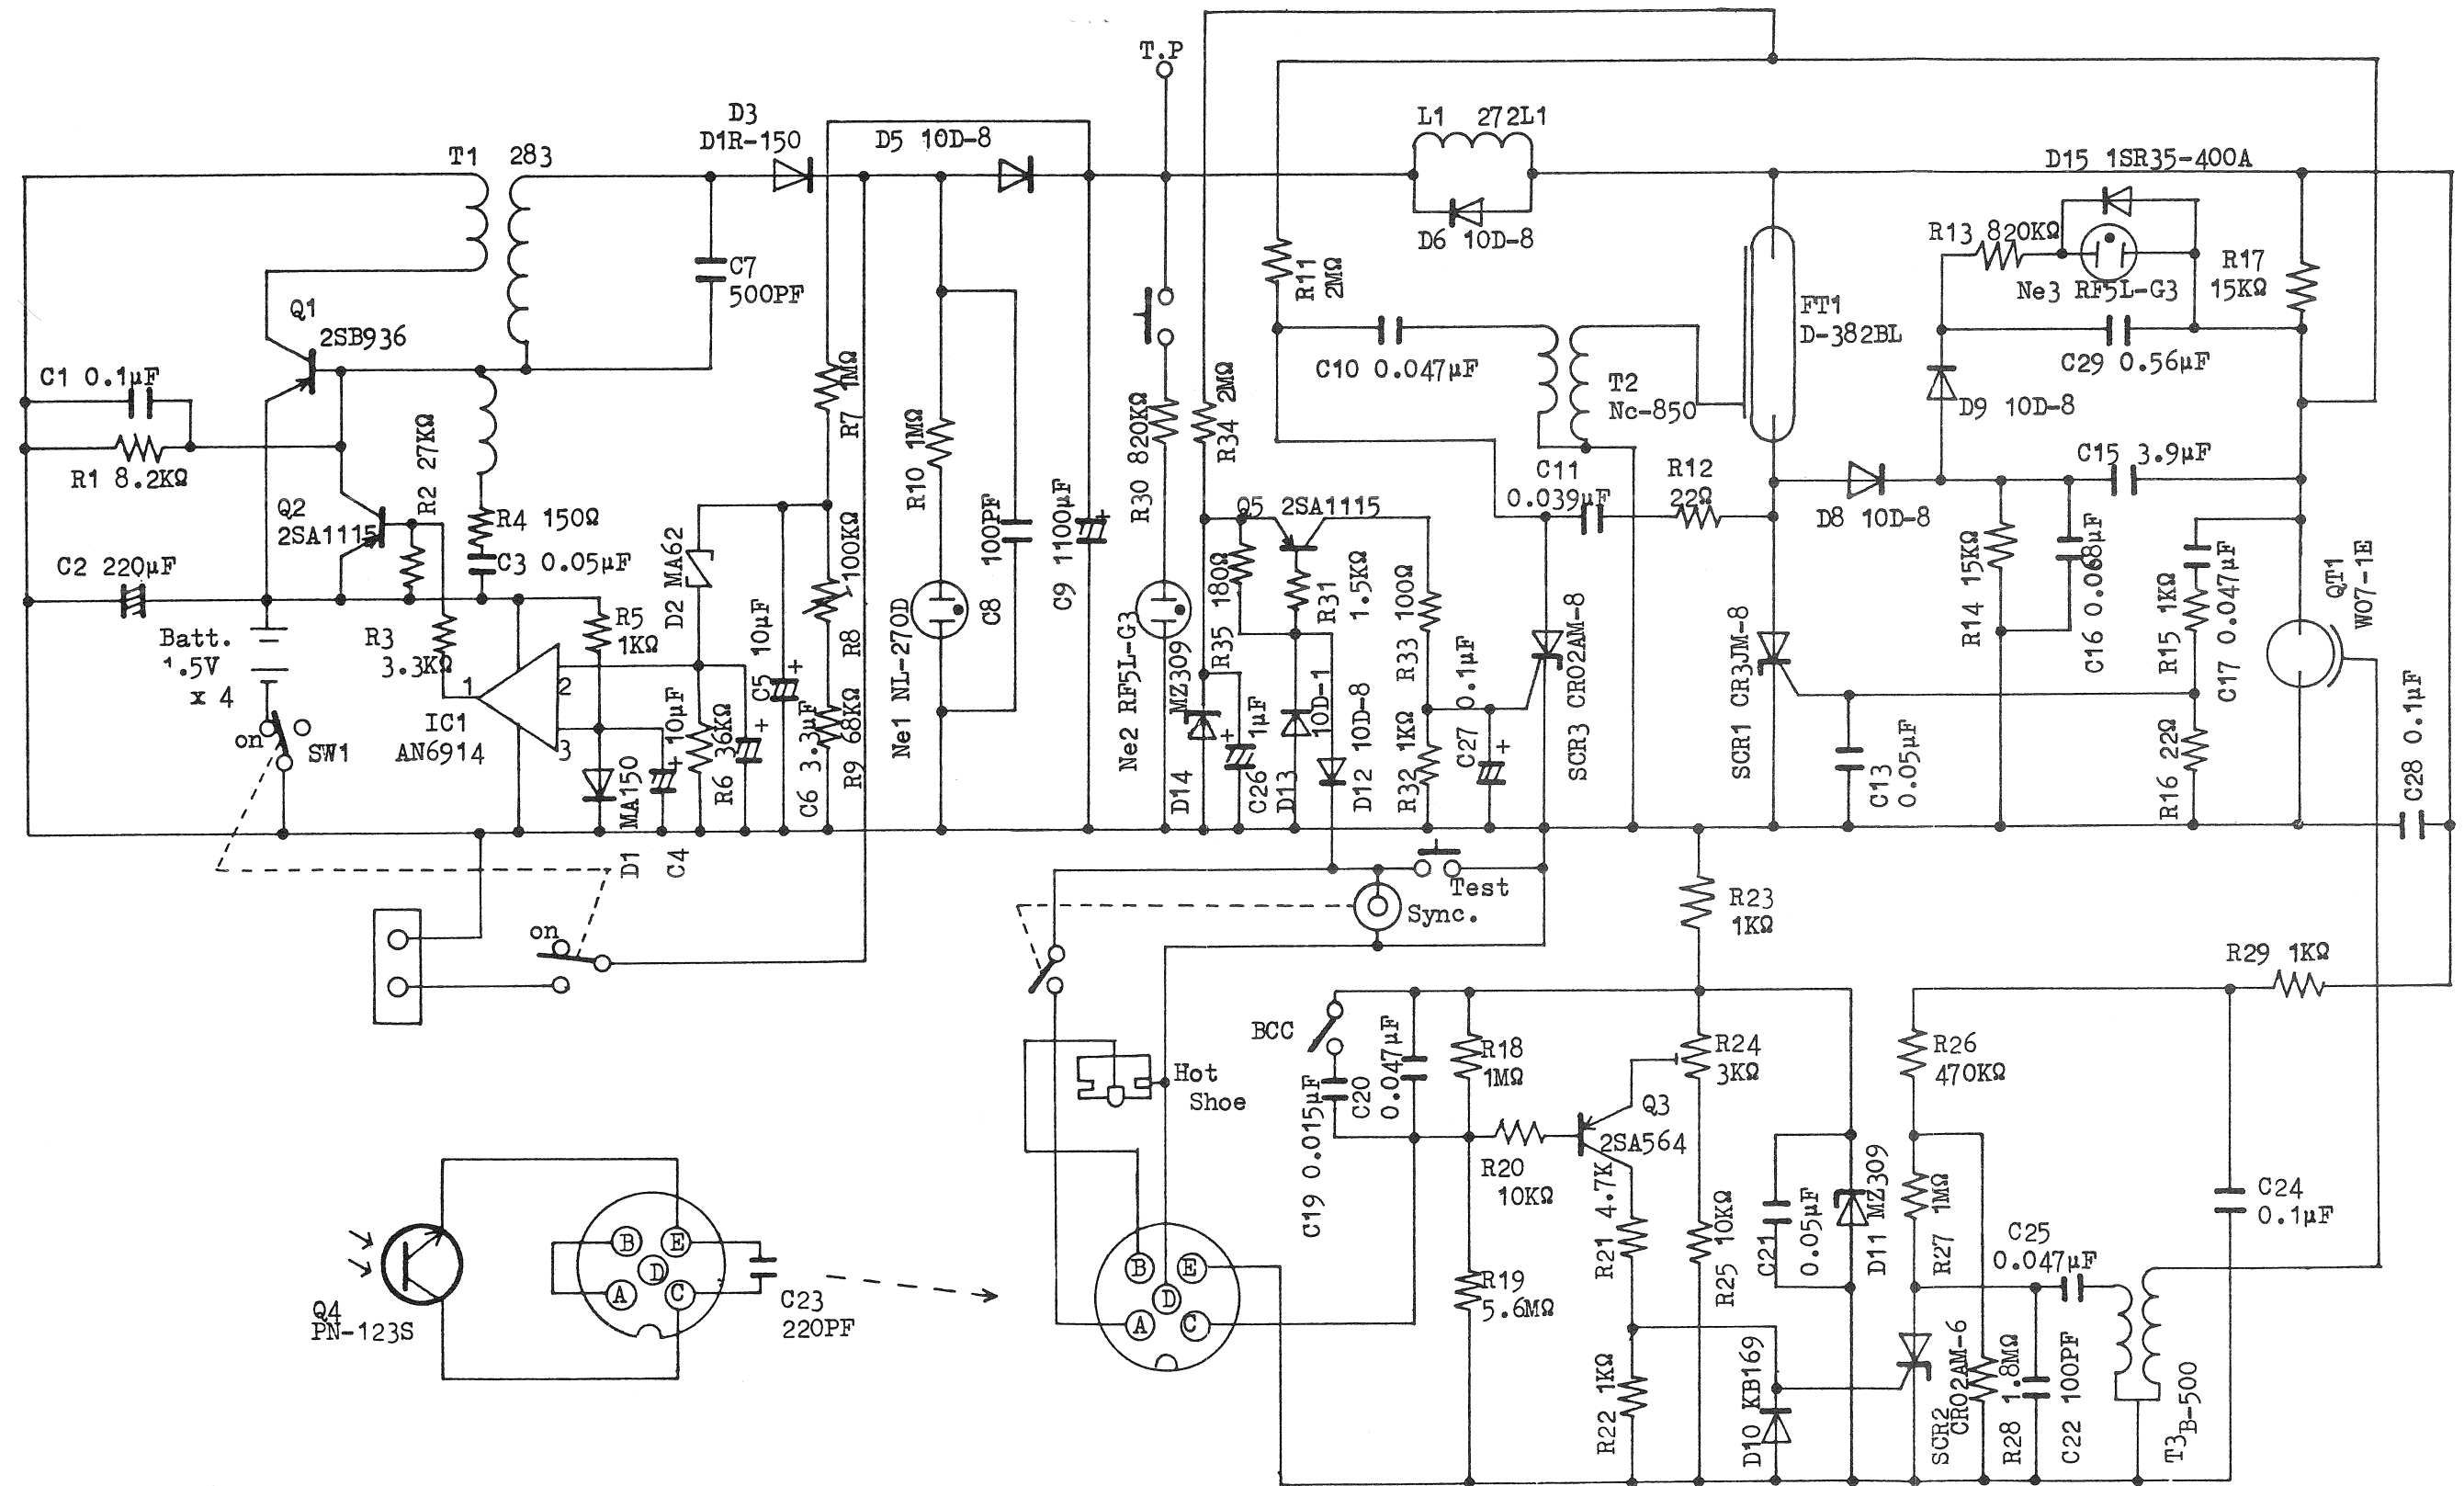 T.P
D3
D1R-150
D5 10D-8
L1 272L1
T1 283
D15 1SR35-400A
D6 10D-8
R13 820KΩ
R17
15KΩ
Ne3 RF5L-G3
C7
500PF
R11
2MΩ
Q1
2SB936
FT1
D-382BL
C1 0.1µF
C10 0.047µF
C29 0.56µF
T2
Nc-850
D9 10D-8
R7 1MΩ
R10 1MΩ
R30 820KΩ
R34 2MΩ
R1 8.2KΩ
R2 27KΩ
C15 3.9µF
C11
0.039µF
R12
22Ω
Q2
2SA1115
R4 150Ω
C3 0.05µF
Q5 2SA1115
D8 10D-8
C2 220µF
D2 MA62
100KΩ
R8
100PF
C8
C9 1100µF
180Ω
R35
R31
1.5KΩ
100Ω
R33
R14 15KΩ
C16 0.068µF
R15 1KΩ
C17 0.047µF
QT1
W07-1E
Batt.
1.5V
x 4
R3
3.3KΩ
R5
1KΩ
10µF
C5
Ne1 NL-270D
Ne2 RF5L-G3
MZ309
D14
0.1µF
C27
SCR3 CR02AM-8
SCR1 CR3JM-8
1
2
3
IC1
AN6914
on
SW1
MA150
D1
10µF
C4
R6 36KΩ
C6 3.3µF
R9 68KΩ
1µF
C26
10D-1
D13
D12 10D-8
R32 1KΩ
C13
0.05µF
R16 22Ω
C28 0.1µF
+
+
+
+
+
+
Test
Sync.
R23
1KΩ
on
R29 1KΩ
BCC
R18
1MΩ
R24
3KΩ
R26
470KΩ
Hot
Shoe
C19 0.015µF
C20
0.047µF
Q3
2SA564
R20
10KΩ
R21 4.7K
R25 10KΩ
C21
0.05µF
D11 MZ309
R27 1MΩ
C24
0.1µF
C25
0.047µF
B
E
D
A
C
C23
220PF
Q4
PN-123S
B
E
D
A
C
R19
5.6MΩ
R22 1KΩ
D10 KB169
SCR2
CR02AM-6
R28 1.8MΩ
C22 100PF
T3
B-500